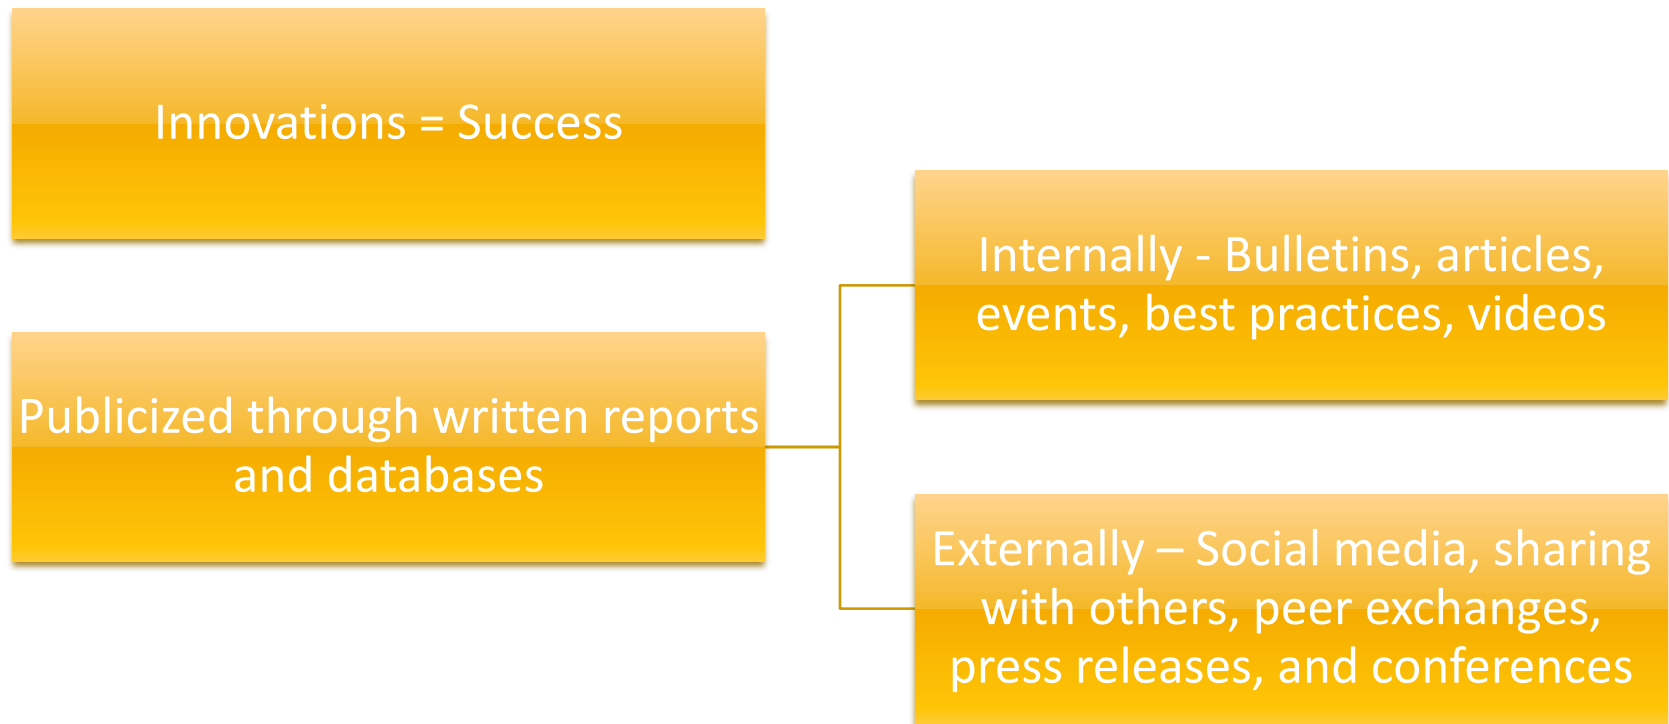 Innovations = Success
Publicized through written reports
and databases
Internally - Bulletins, articles,
events, best practices, videos
Externally – Social media, sharing
with others, peer exchanges,
press releases, and conferences